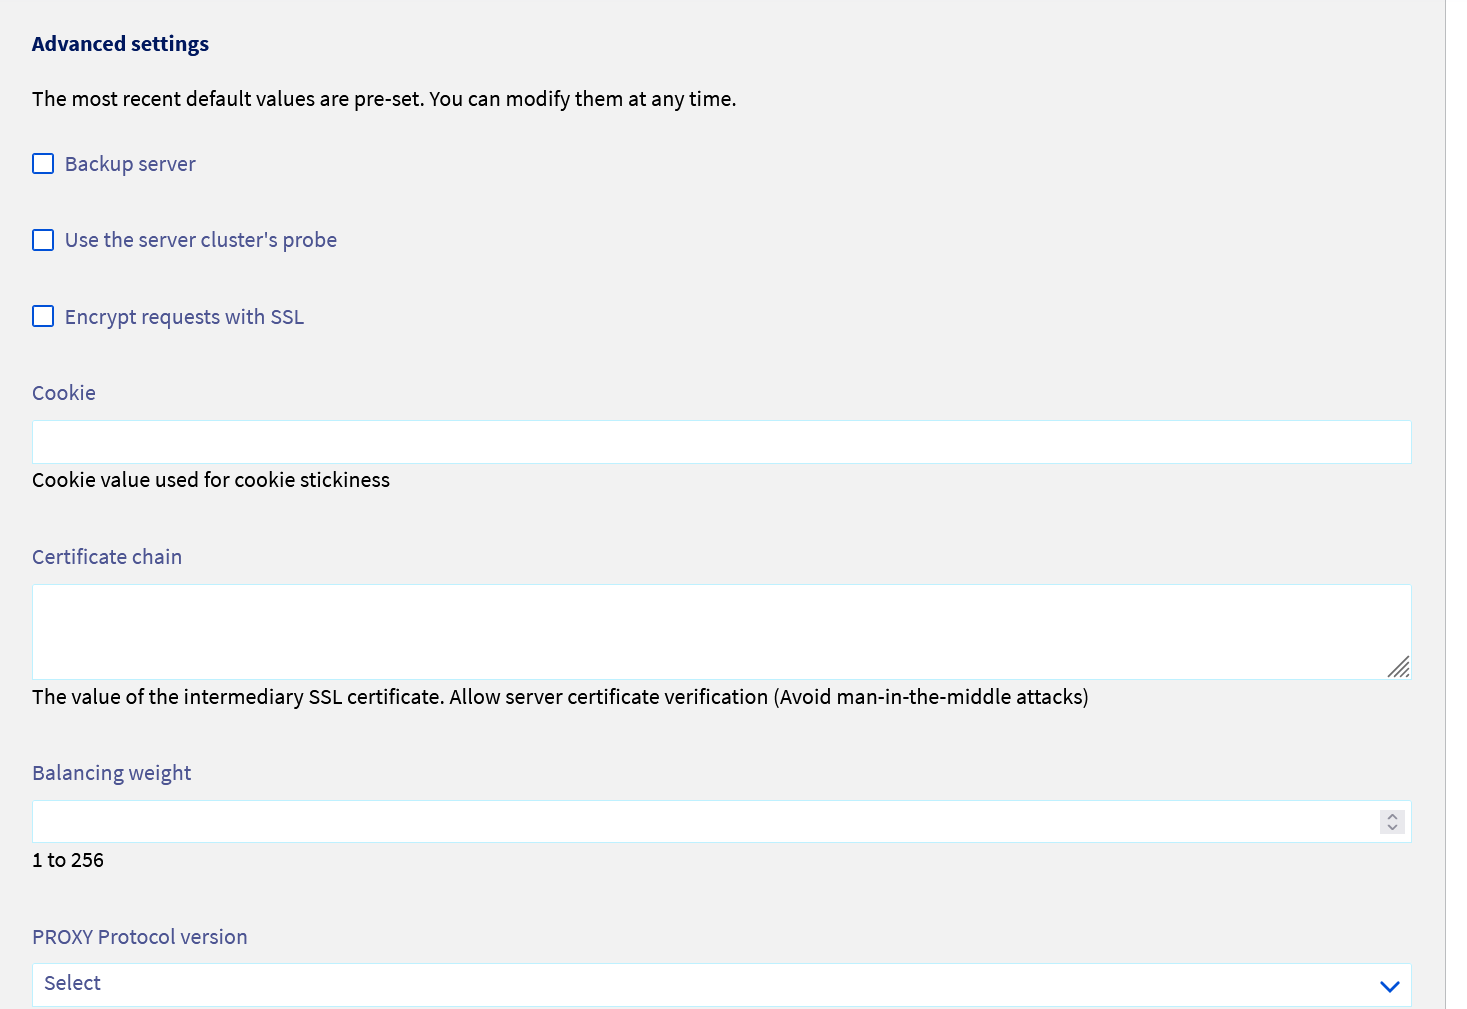 Advanced settings
The most recent default values are pre-set. You can modify them at any time.
Backup server
Use the server cluster's probe
Encrypt requests with SSL
Cookie
Cookie value used for cookie stickiness
Certificate chain
The value of the intermediary SSL certificate. Allow server certificate verification (Avoid man-in-the-middle attacks)
Balancing weight
1 to 256
PROXY Protocol version
Select